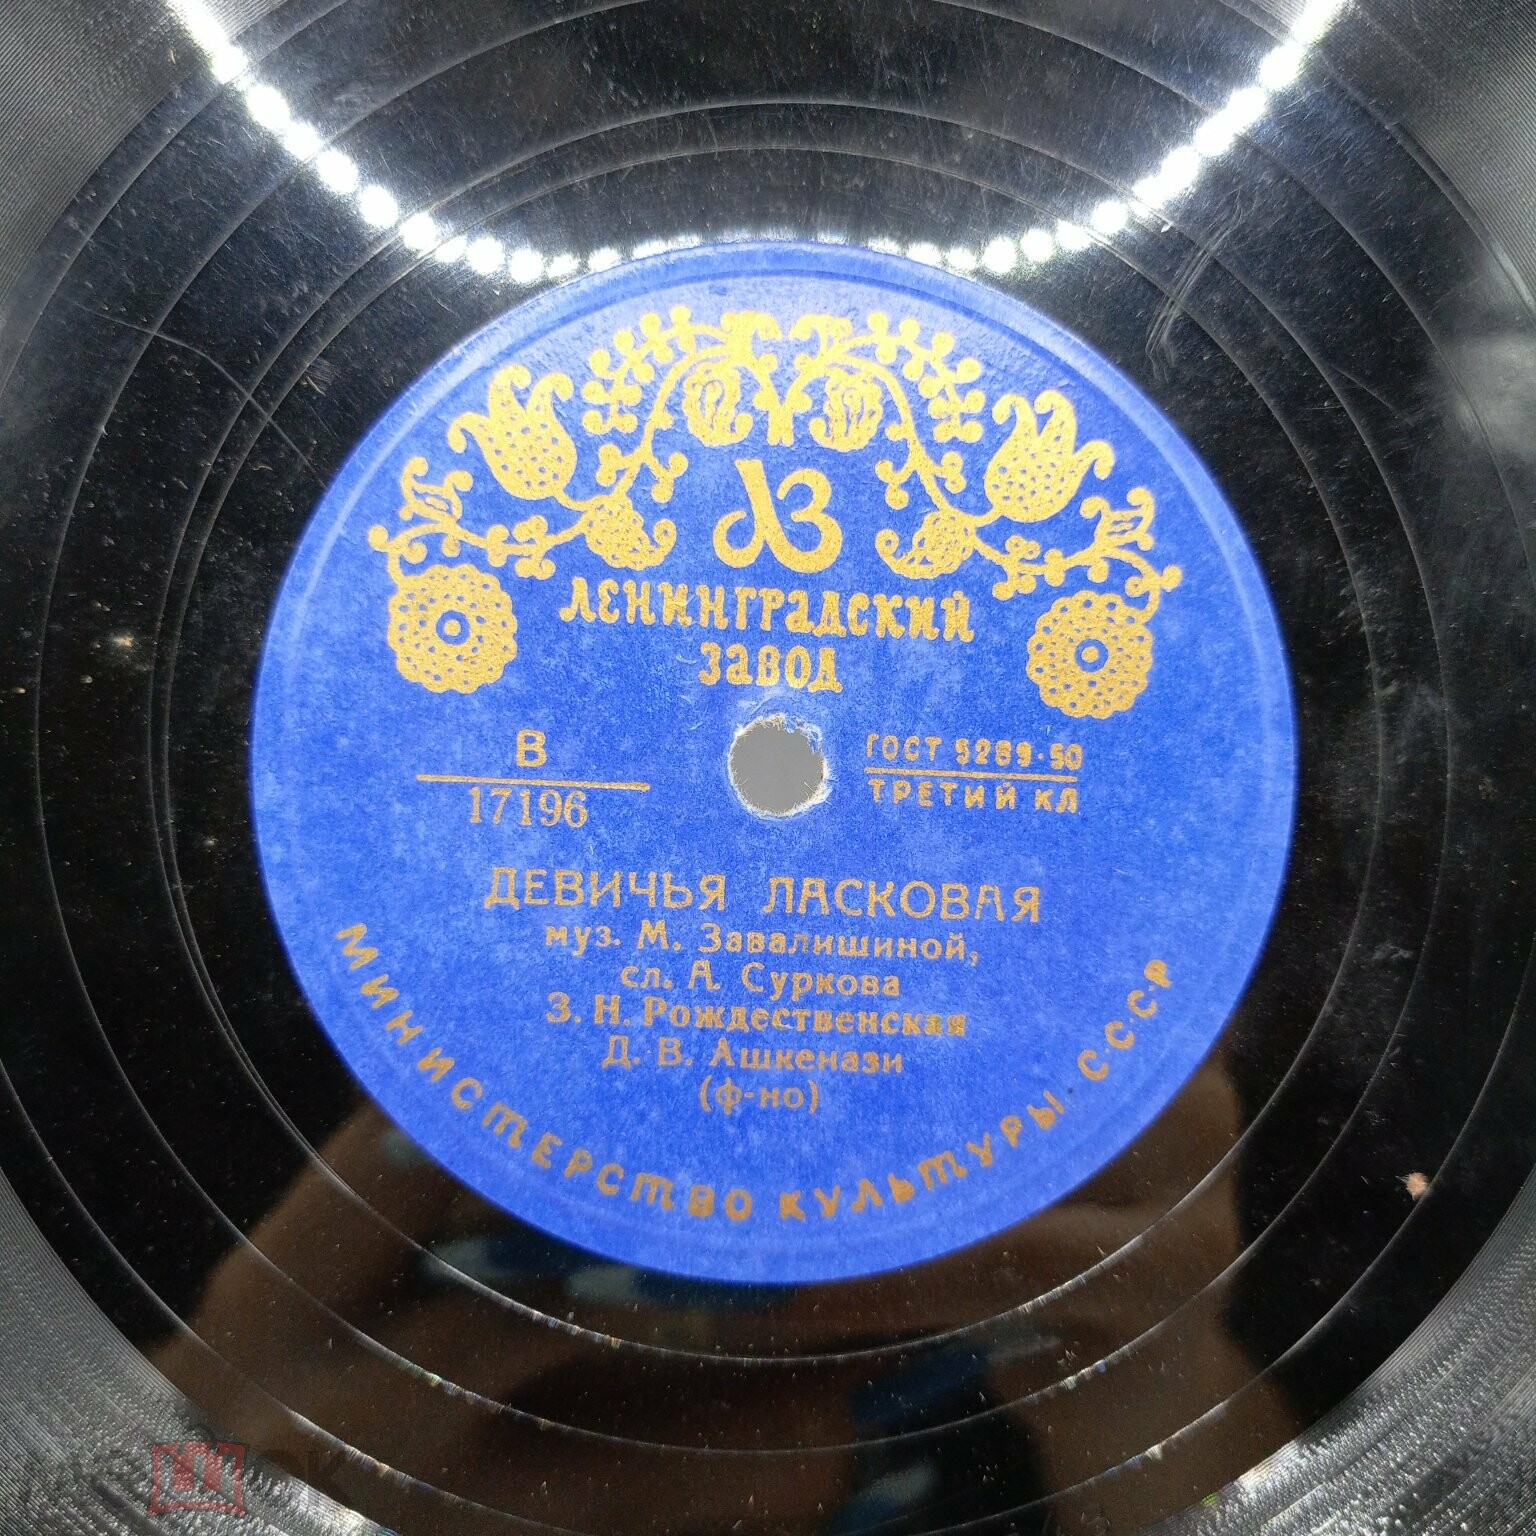 ЛЗ
ЛЕНИНГРАДСКИЙ
ЗАВОД
В
17196
ГОСТ 5289-50
ТРЕТИЙ КЛ.
ДЕВИЧЬЯ ЛАСКОВАЯ
муз. М. Завалишиной,
сл. А. Суркова
З. Н. Рождественская
Д. В. Ашкенази
(ф-но)
МИНИСТЕРСТВО КУЛЬТУРЫ С·С·С·Р